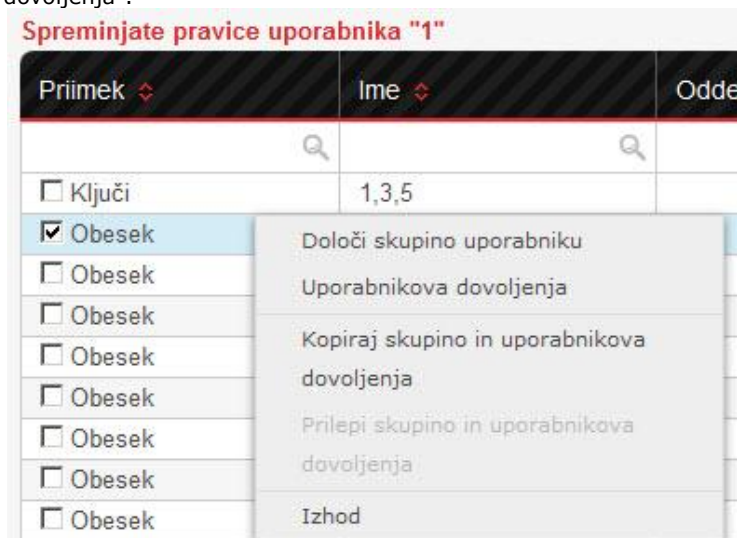 dovoljenja".
Spreminjate pravice uporabnika "1"
Priimek Ime Odde
Ključi 1,3,5
Obesek
Določi skupino uporabniku
Obesek
Uporabnikova dovoljenja
Obesek
Obesek
Kopiraj skupino in uporabnikova
dovoljenja
Obesek
Obesek
Prilepi skupino in uporabnikova
dovoljenja
Obesek
Obesek
Izhod